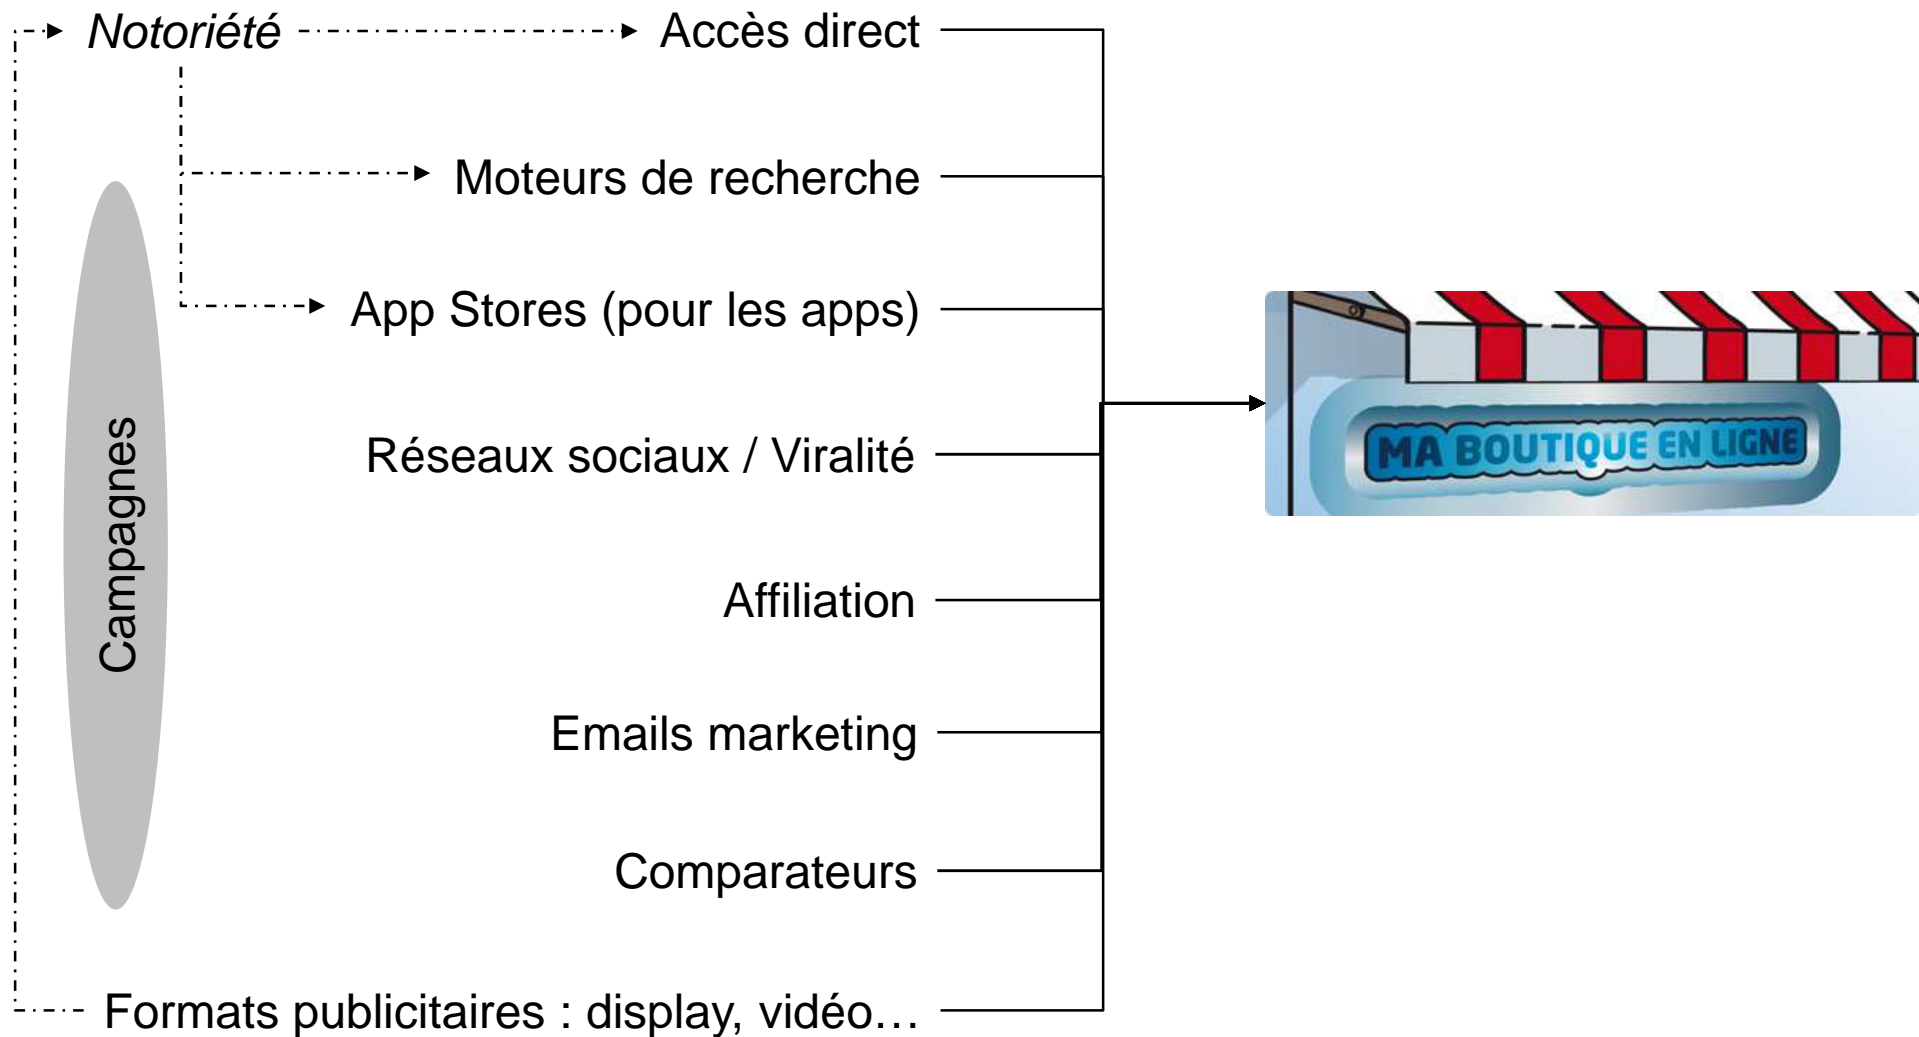 Notoriété
Accès direct
Moteurs de recherche
App Stores (pour les apps)
Campagnes
Réseaux sociaux / Viralité
MA BOUTIQUE EN LIGNE
Affiliation
Emails marketing
Comparateurs
Formats publicitaires : display, vidéo…